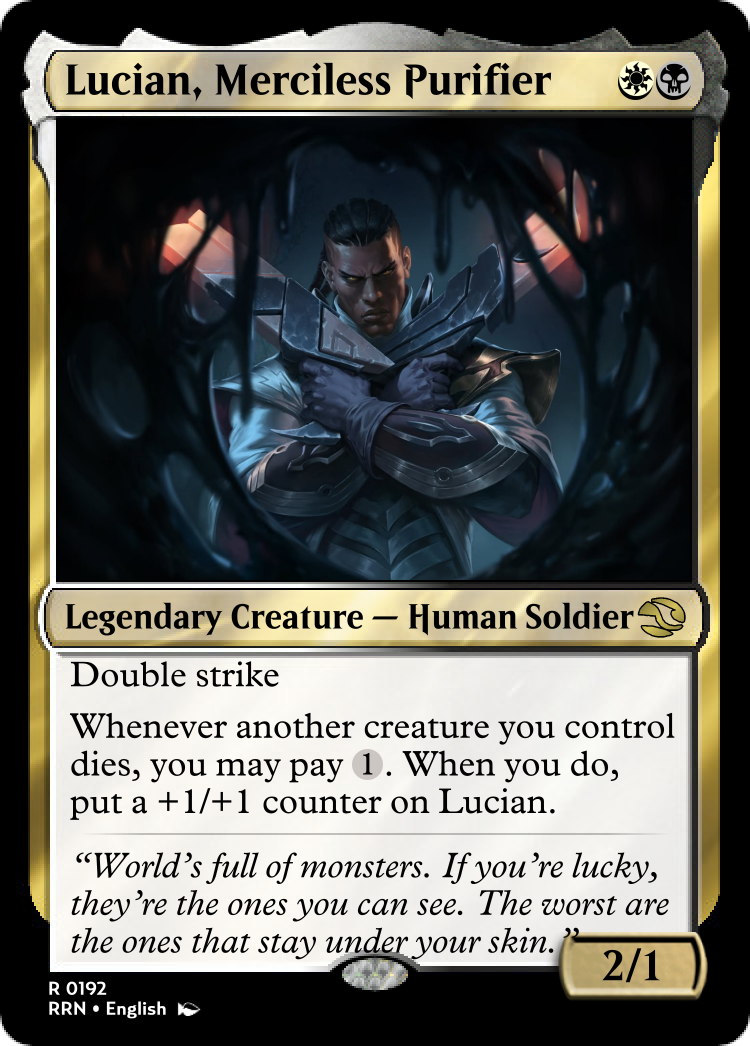 Lucian, Merciless Purifier
Legendary Creature — Human Soldier
Double strike
Whenever another creature you control
dies, you may pay 1. When you do,
put a +1/+1 counter on Lucian.
“World’s full of monsters. If you’re lucky,
they’re the ones you can see. The worst are
the ones that stay under your skin.”
2/1
R 0192
RRN • English